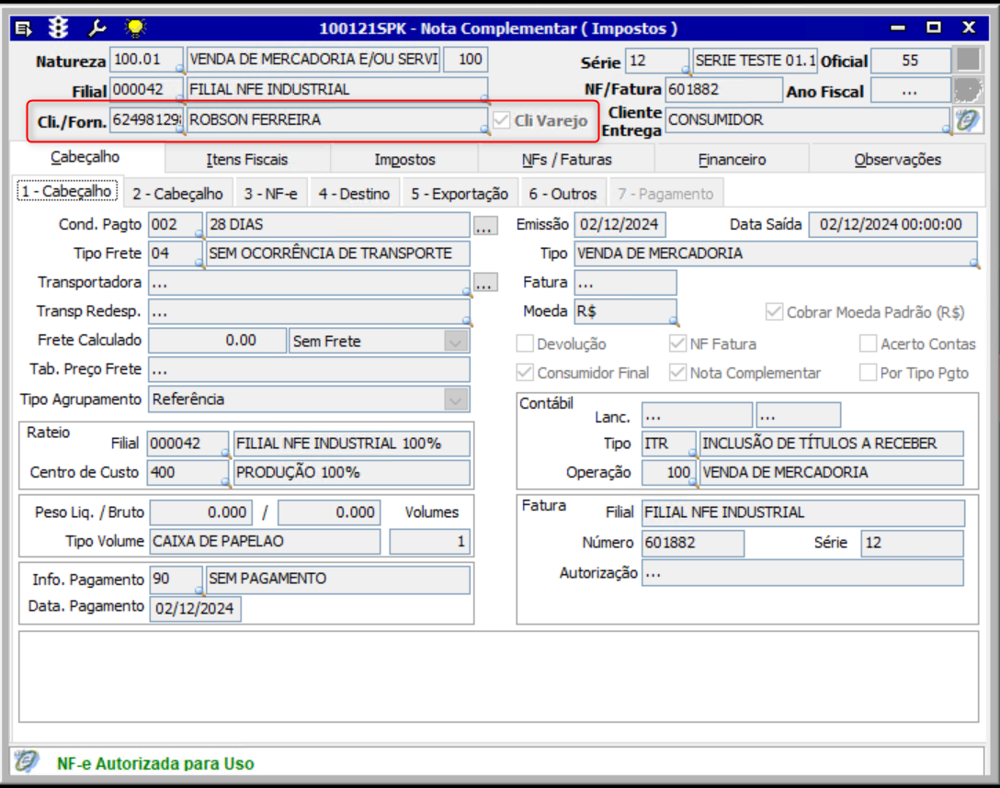 100121SPK - Nota Complementar ( Impostos )
Natureza 100.01 VENDA DE MERCADORIA E/OU SERVI 100 Série 12 SERIE TESTE 01.1 Oficial 55
Filial 000042 FILIAL NFE INDUSTRIAL NF/Fatura 601882 Ano Fiscal ...
Cli./Forn. 62498129 ROBSON FERREIRA Cli Varejo Cliente Entrega CONSUMIDOR
Cabeçalho Itens Fiscais Impostos NFs / Faturas Financeiro Observações
1 - Cabeçalho 2 - Cabeçalho 3 - NF-e 4 - Destino 5 - Exportação 6 - Outros 7 - Pagamento
Cond. Pagto 002 28 DIAS ... Emissão 02/12/2024 Data Saída 02/12/2024 00:00:00
Tipo Frete 04 SEM OCORRÊNCIA DE TRANSPORTE Tipo VENDA DE MERCADORIA
Transportadora ... ... Fatura ...
Transp Redesp. ... Moeda R$ Cobrar Moeda Padrão (R$)
Frete Calculado 0.00 Sem Frete Devolução NF Fatura Acerto Contas
Tab. Preço Frete ... Consumidor Final Nota Complementar Por Tipo Pgto
Tipo Agrupamento Referência
Contábil
Lanc. ... ...
Rateio
Filial 000042 FILIAL NFE INDUSTRIAL 100% Tipo ITR INCLUSÃO DE TÍTULOS A RECEBER
Centro de Custo 400 PRODUÇÃO 100% Operação 100 VENDA DE MERCADORIA
Peso Liq. / Bruto 0.000 / 0.000 Volumes Fatura Filial FILIAL NFE INDUSTRIAL
Tipo Volume CAIXA DE PAPELAO 1 Número 601882 Série 12
Info. Pagamento 90 SEM PAGAMENTO Autorização ...
Data. Pagamento 02/12/2024
NF-e Autorizada para Uso